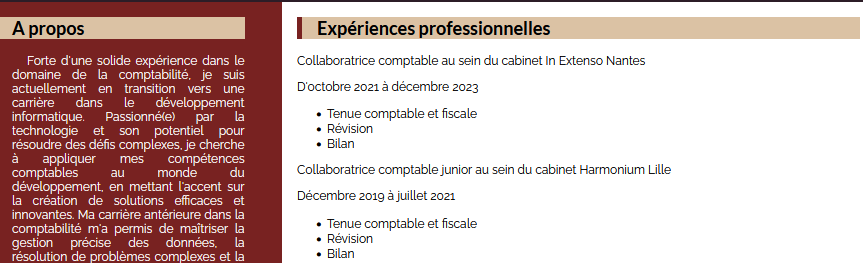 A propos
Forte d'une solide expérience dans le
domaine de la comptabilité, je suis
actuellement en transition vers une
carrière dans le développement
informatique. Passionné(e) par la
technologie et son potentiel pour
résoudre des défis complexes, je cherche
à appliquer mes compétences
comptables au monde du
développement, en mettant l'accent sur
la création de solutions efficaces et
innovantes. Ma carrière antérieure dans la
comptabilité m'a permis de maîtriser la
gestion précise des données, la
résolution de problèmes complexes et la
Expériences professionnelles
Collaboratrice comptable au sein du cabinet In Extenso Nantes
D'octobre 2021 à décembre 2023
• Tenue comptable et fiscale
• Révision
• Bilan
Collaboratrice comptable junior au sein du cabinet Harmonium Lille
Décembre 2019 à juillet 2021
• Tenue comptable et fiscale
• Révision
• Bilan